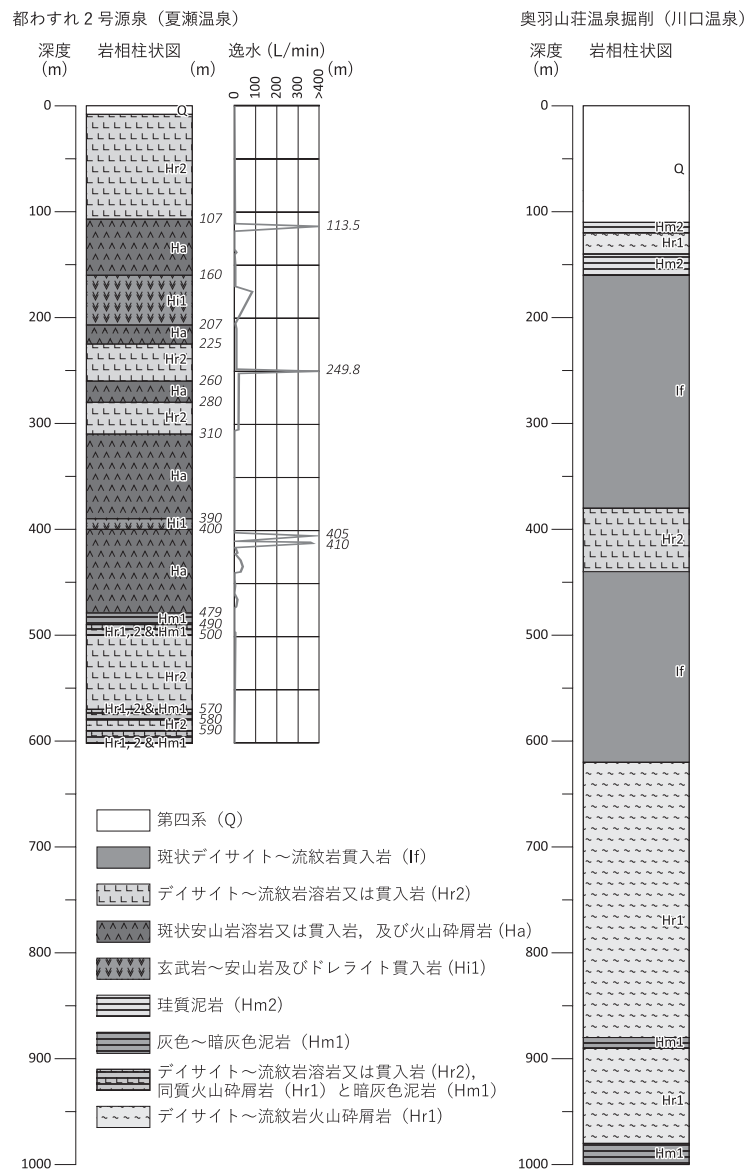 都わすれ2号源泉（夏瀬温泉）
深度
(m)
岩相柱状図
(m)
逸水 (L/min)
0
100
200
300
>400
(m)
0
100
200
300
400
500
600
700
800
900
1000
Q
Hr2
107
Ha
160
Hi1
207
Ha
225
Hr2
260
Ha
280
Hr2
310
Ha
390
Hi1
400
Ha
479
Hm1
490
Hr1, 2 & Hm1
500
Hr2
570
Hr1, 2 & Hm1
580
Hr2
590
Hr1, 2 & Hm1
113.5
249.8
405
410
奥羽山荘温泉掘削（川口温泉）
深度
(m)
岩相柱状図
0
100
200
300
400
500
600
700
800
900
1000
Q
Hm2
Hr1
Hm2
If
Hr2
If
Hr1
Hm1
Hr1
Hm1
第四系（Q）
斑状デイサイト～流紋岩貫入岩（If）
デイサイト～流紋岩溶岩又は貫入岩 (Hr2)
斑状安山岩溶岩又は貫入岩，及び火山砕屑岩 (Ha)
玄武岩～安山岩及びドレライト貫入岩 (Hi1)
珪質泥岩（Hm2）
灰色～暗灰色泥岩（Hm1）
デイサイト～流紋岩溶岩又は貫入岩 (Hr2)，
同質火山砕屑岩（Hr1）と暗灰色泥岩（Hm1）
デイサイト～流紋岩火山砕屑岩（Hr1）